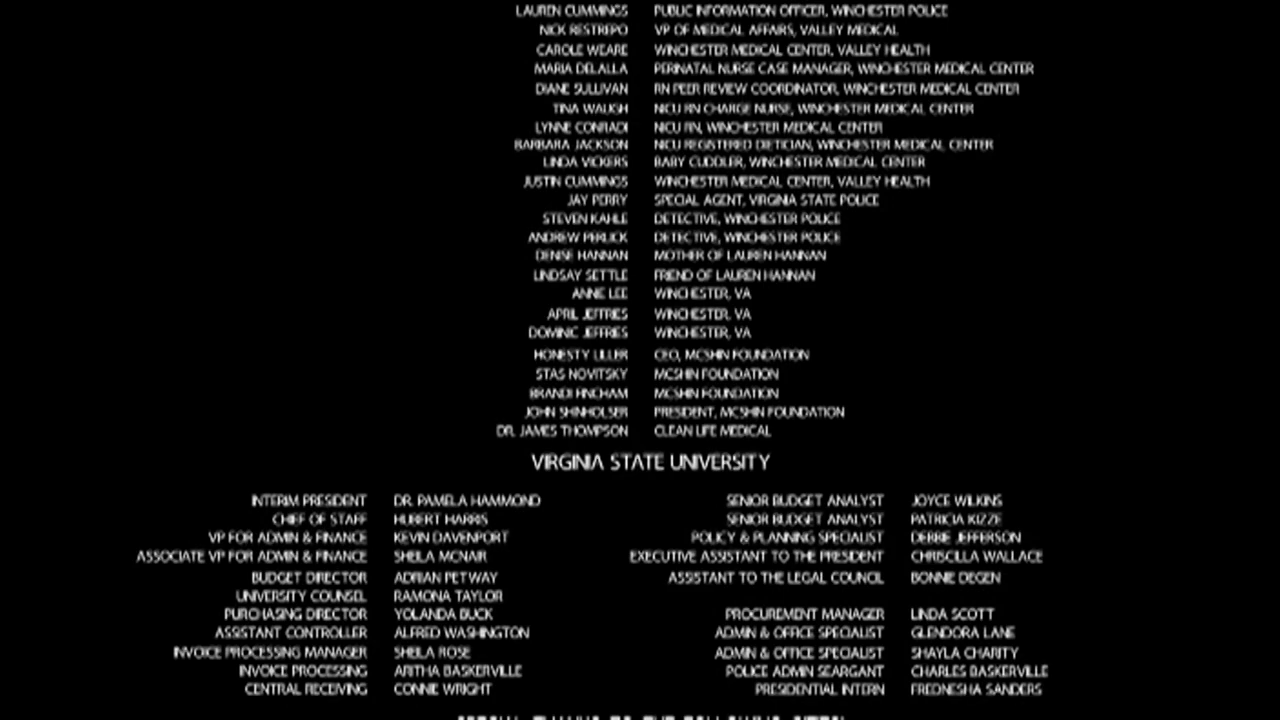 LAUREN CUMMINGS PUBLIC INFORMATION OFFICER, WINCHESTER POLICE
NICK RESTREPO VP OF MEDICAL AFFAIRS, VALLEY MEDICAL
CAROLE WEARE WINCHESTER MEDICAL CENTER, VALLEY HEALTH
MARIA DELALLA PERINATAL NURSE CASE MANAGER, WINCHESTER MEDICAL CENTER
DIANE SULLIVAN RN PEER REVIEW COORDINATOR, WINCHESTER MEDICAL CENTER
TINA WAUGH NICU RN CHARGE NURSE, WINCHESTER MEDICAL CENTER
LYNNE CONRADI NICU RN, WINCHESTER MEDICAL CENTER
BARBARA JACKSON NICU REGISTERED DIETICIAN, WINCHESTER MEDICAL CENTER
LINDA VICKERS BABY CUDDLER, WINCHESTER MEDICAL CENTER
JUSTIN CUMMINGS WINCHESTER MEDICAL CENTER, VALLEY HEALTH
JAY PERRY SPECIAL AGENT, VIRGINIA STATE POLICE
STEVEN KAHLE DETECTIVE, WINCHESTER POLICE
ANDREW PERLICK DETECTIVE, WINCHESTER POLICE
DENISE HANNAN MOTHER OF LAUREN HANNAN
LINDSAY SETTLE FRIEND OF LAUREN HANNAN
ANNE LEE WINCHESTER, VA
APRIL JEFFRIES WINCHESTER, VA
DOMINIC JEFFRIES WINCHESTER, VA
HONESTY LILLER CEO, MCSHIN FOUNDATION
STAS NOVITSKY MCSHIN FOUNDATION
BRANDI FINCHAM MCSHIN FOUNDATION
JOHN SHINHOLSER PRESIDENT, MCSHIN FOUNDATION
DR. JAMES THOMPSON CLEAN LIFE MEDICAL
VIRGINIA STATE UNIVERSITY
INTERIM PRESIDENT DR. PAMELA HAMMOND SENIOR BUDGET ANALYST JOYCE WILKINS
CHIEF OF STAFF HUBERT HARRIS SENIOR BUDGET ANALYST PATRICIA KIZZE
VP FOR ADMIN & FINANCE KEVIN DAVENPORT POLICY & PLANNING SPECIALIST DEBBIE JEFFERSON
ASSOCIATE VP FOR ADMIN & FINANCE SHEILA MCNAIR EXECUTIVE ASSISTANT TO THE PRESIDENT CHRISCILLA WALLACE
BUDGET DIRECTOR ADRIAN PETWAY ASSISTANT TO THE LEGAL COUNCIL BONNIE DEGEN
UNIVERSITY COUNSEL RAMONA TAYLOR
PURCHASING DIRECTOR YOLANDA BUCK PROCUREMENT MANAGER LINDA SCOTT
ASSISTANT CONTROLLER ALFRED WASHINGTON ADMIN & OFFICE SPECIALIST GLENDORA LANE
INVOICE PROCESSING MANAGER SHEILA ROSE ADMIN & OFFICE SPECIALIST SHAYLA CHARITY
INVOICE PROCESSING ARITHA BASKERVILLE POLICE ADMIN SEARGANT CHARLES BASKERVILLE
CENTRAL RECEIVING CONNIE WRIGHT PRESIDENTIAL INTERN FREDNESHA SANDERS